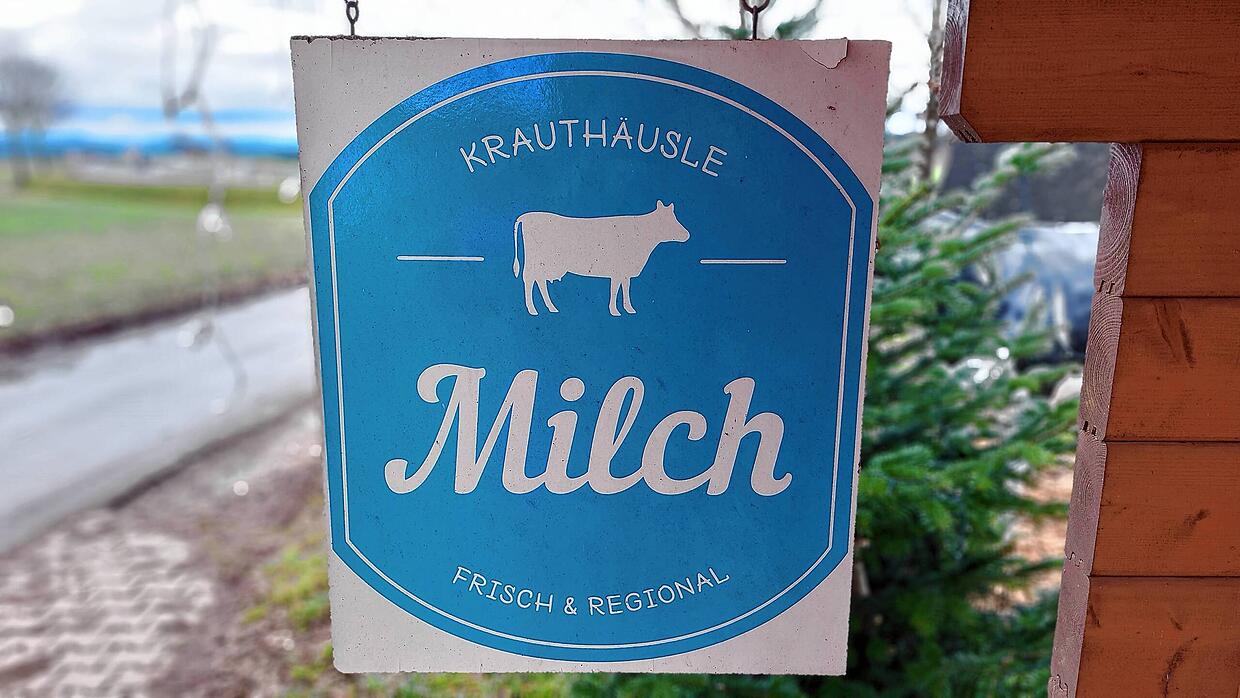 KRAUTHÄUSLE
Milch
FRISCH & REGIONAL